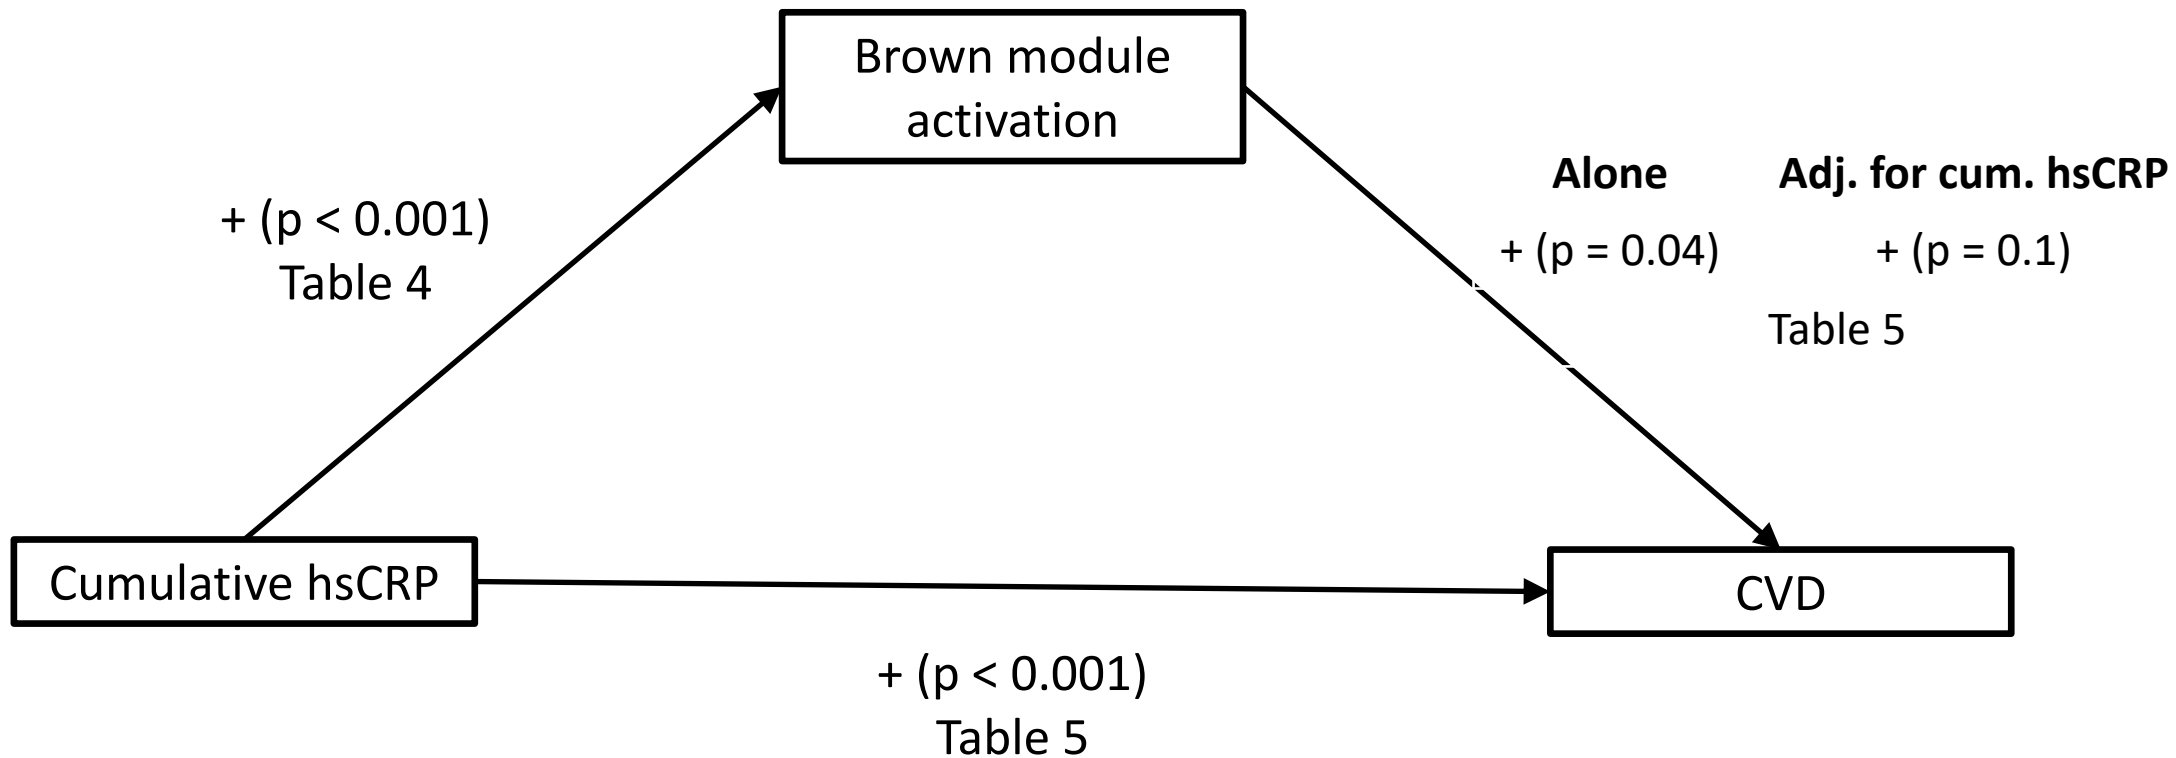 Brown module
activation
Alone
Adj. for cum. hsCRP
+ (p < 0.001)
Table 4
+ (p = 0.04)
+ (p = 0.1)
Table 5
Cumulative hsCRP
CVD
+ (p < 0.001)
Table 5